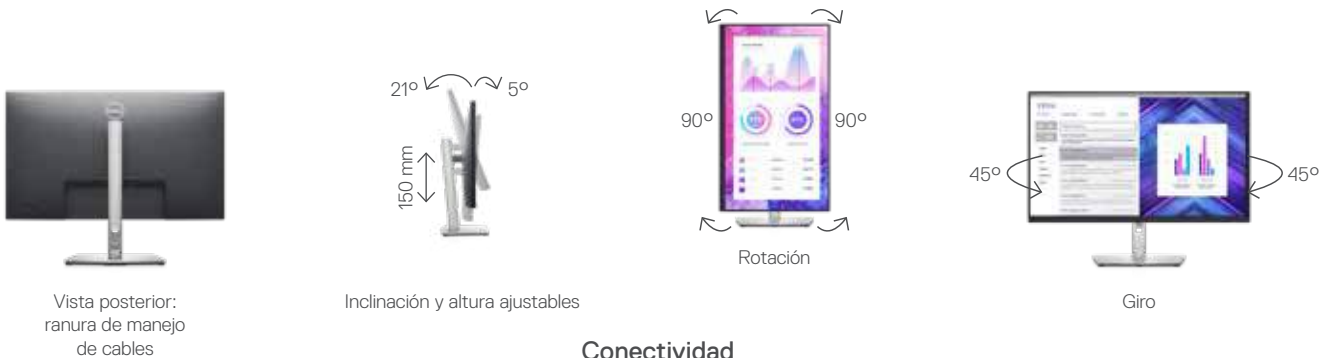 21º
5º
150 mm
90º
90º
45º
45º
Vista posterior:
ranura de manejo
de cables
Inclinación y altura ajustables
Rotación
Giro
Conectividad